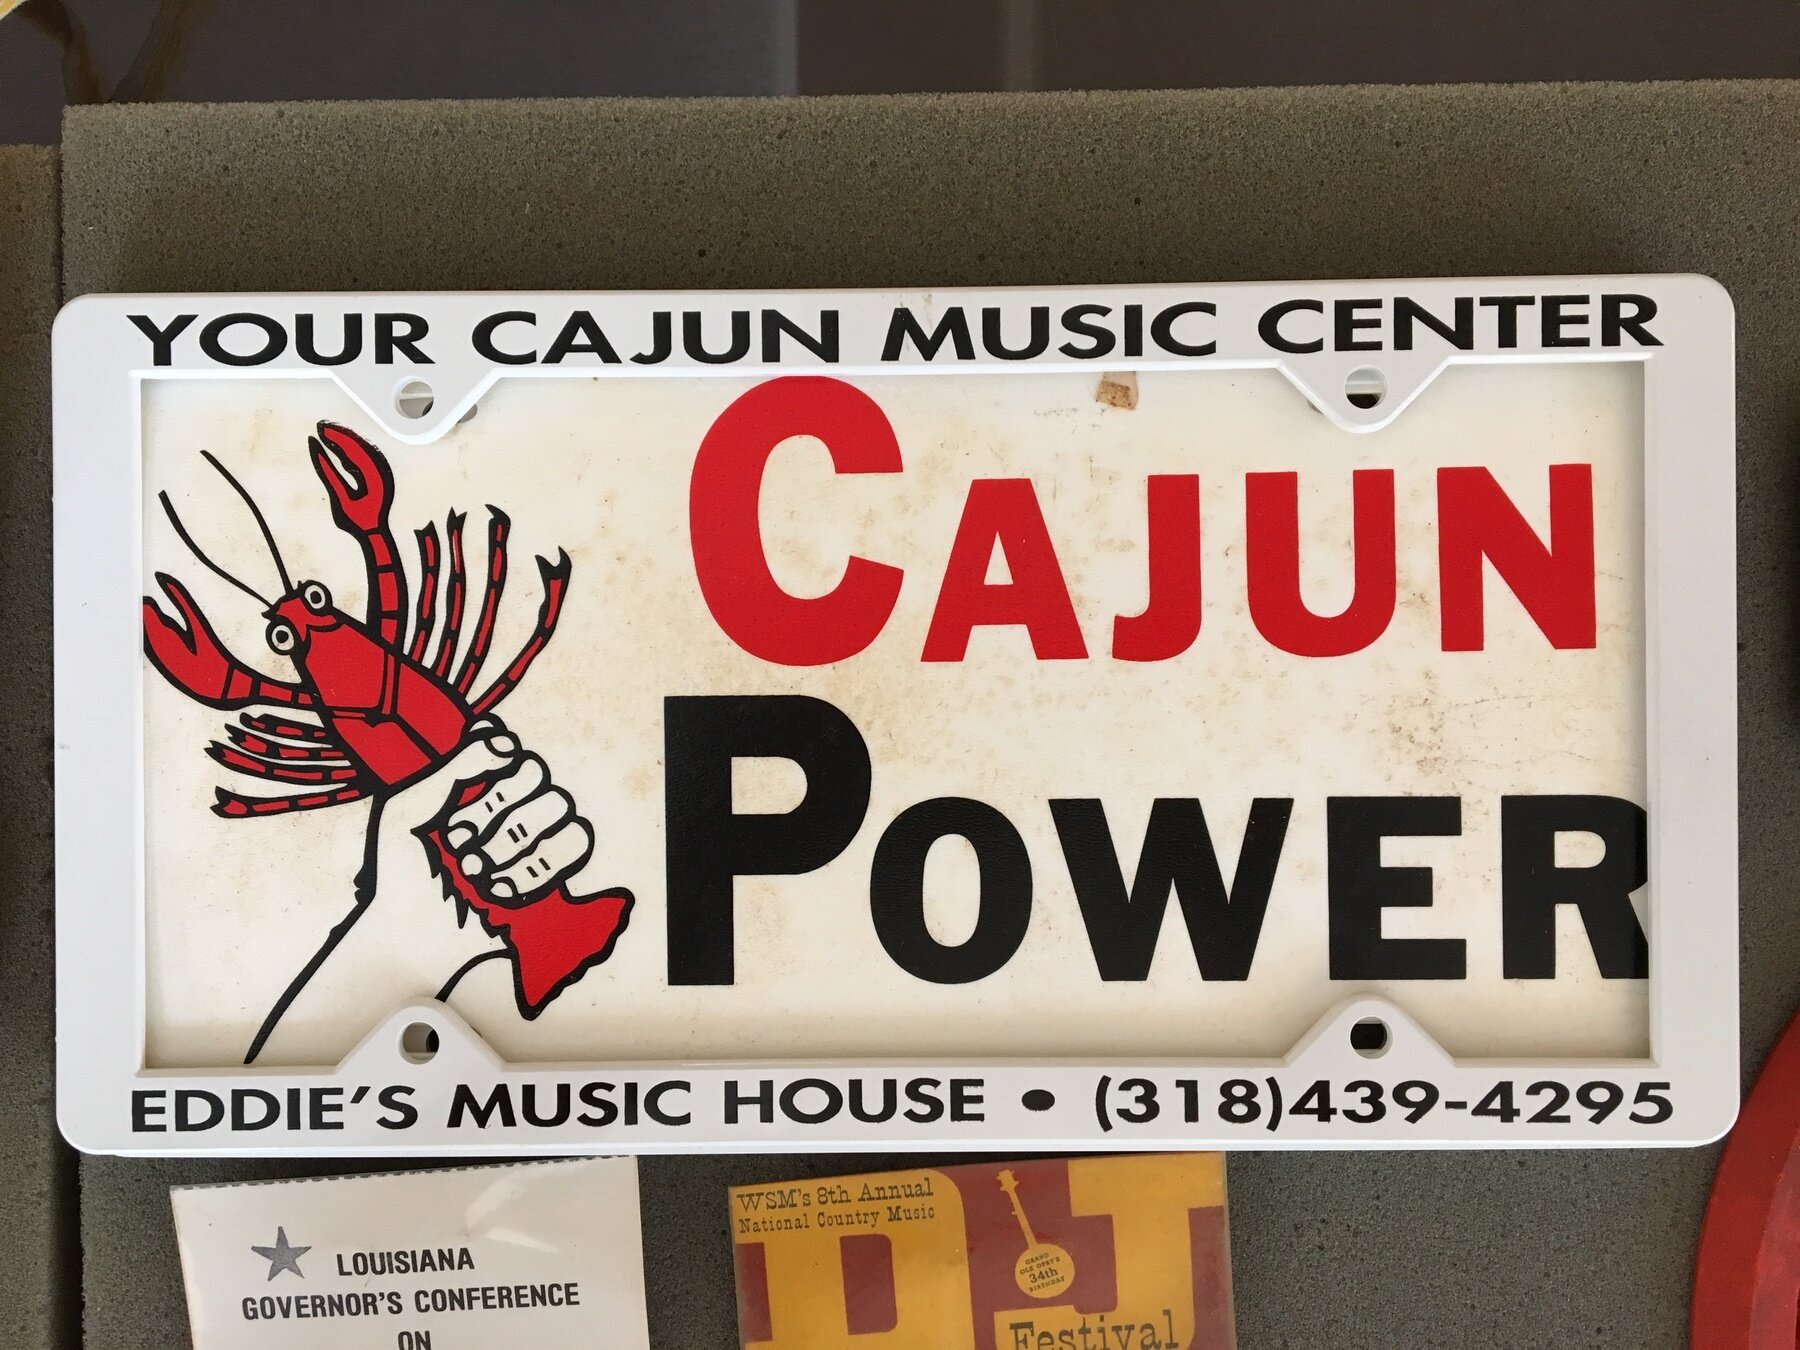 YOUR CAJUN MUSIC CENTER
CAJUN
POWER
EDDIE'S MUSIC HOUSE • (318)439-4295
LOUISIANA
GOVERNOR'S CONFERENCE
ON
WSM's 8th Annual
National Country Music
DJ
GRAND
OLE OPRY'S
34th
BIRTHDAY
Festival